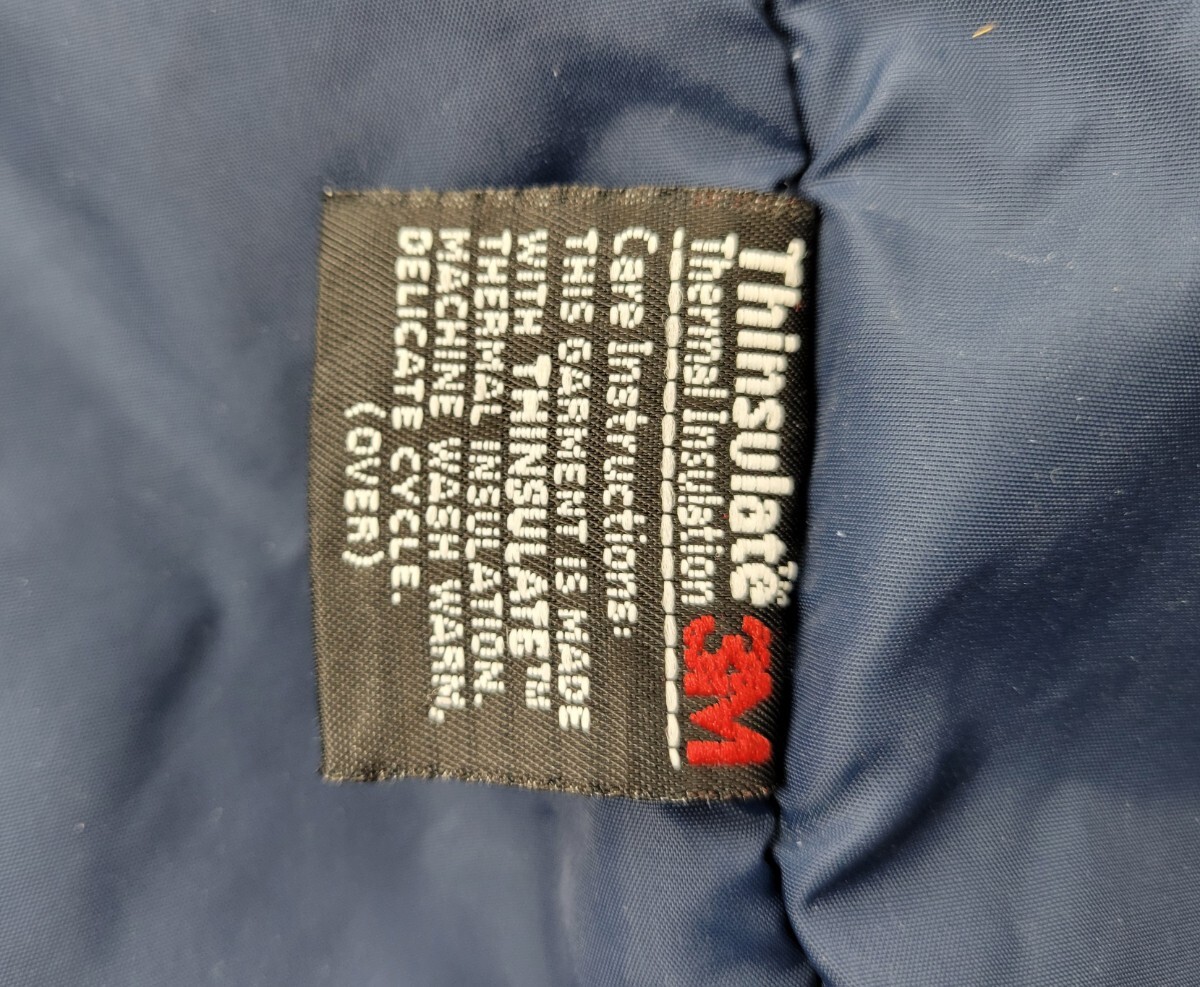 Thinsulate™
Thermal Insulation 3M
Care Instructions:
THIS GARMENT IS MADE
WITH THINSULATE™
THERMAL INSULATION.
MACHINE WASH WARM,
DELICATE CYCLE.
(OVER)